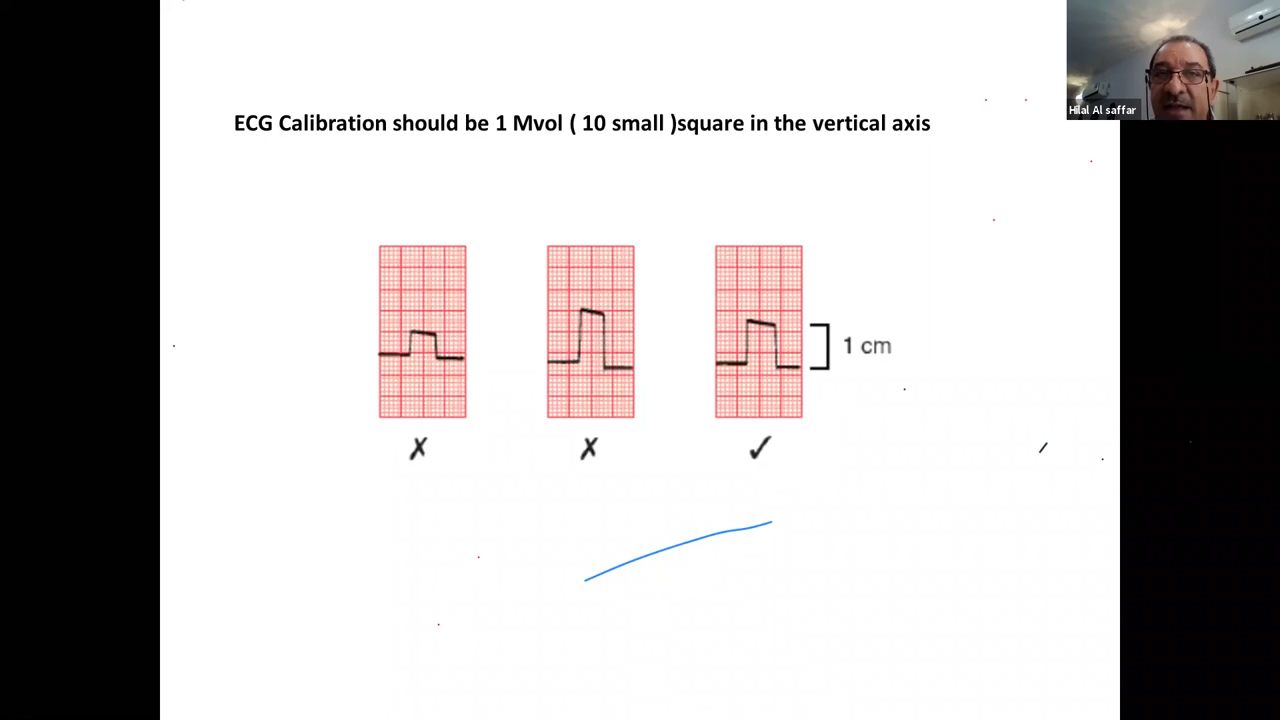 Hilal Al saffar
ECG Calibration should be 1 Mvol ( 10 small )square in the vertical axis
1 cm
✗ ✗ ✓